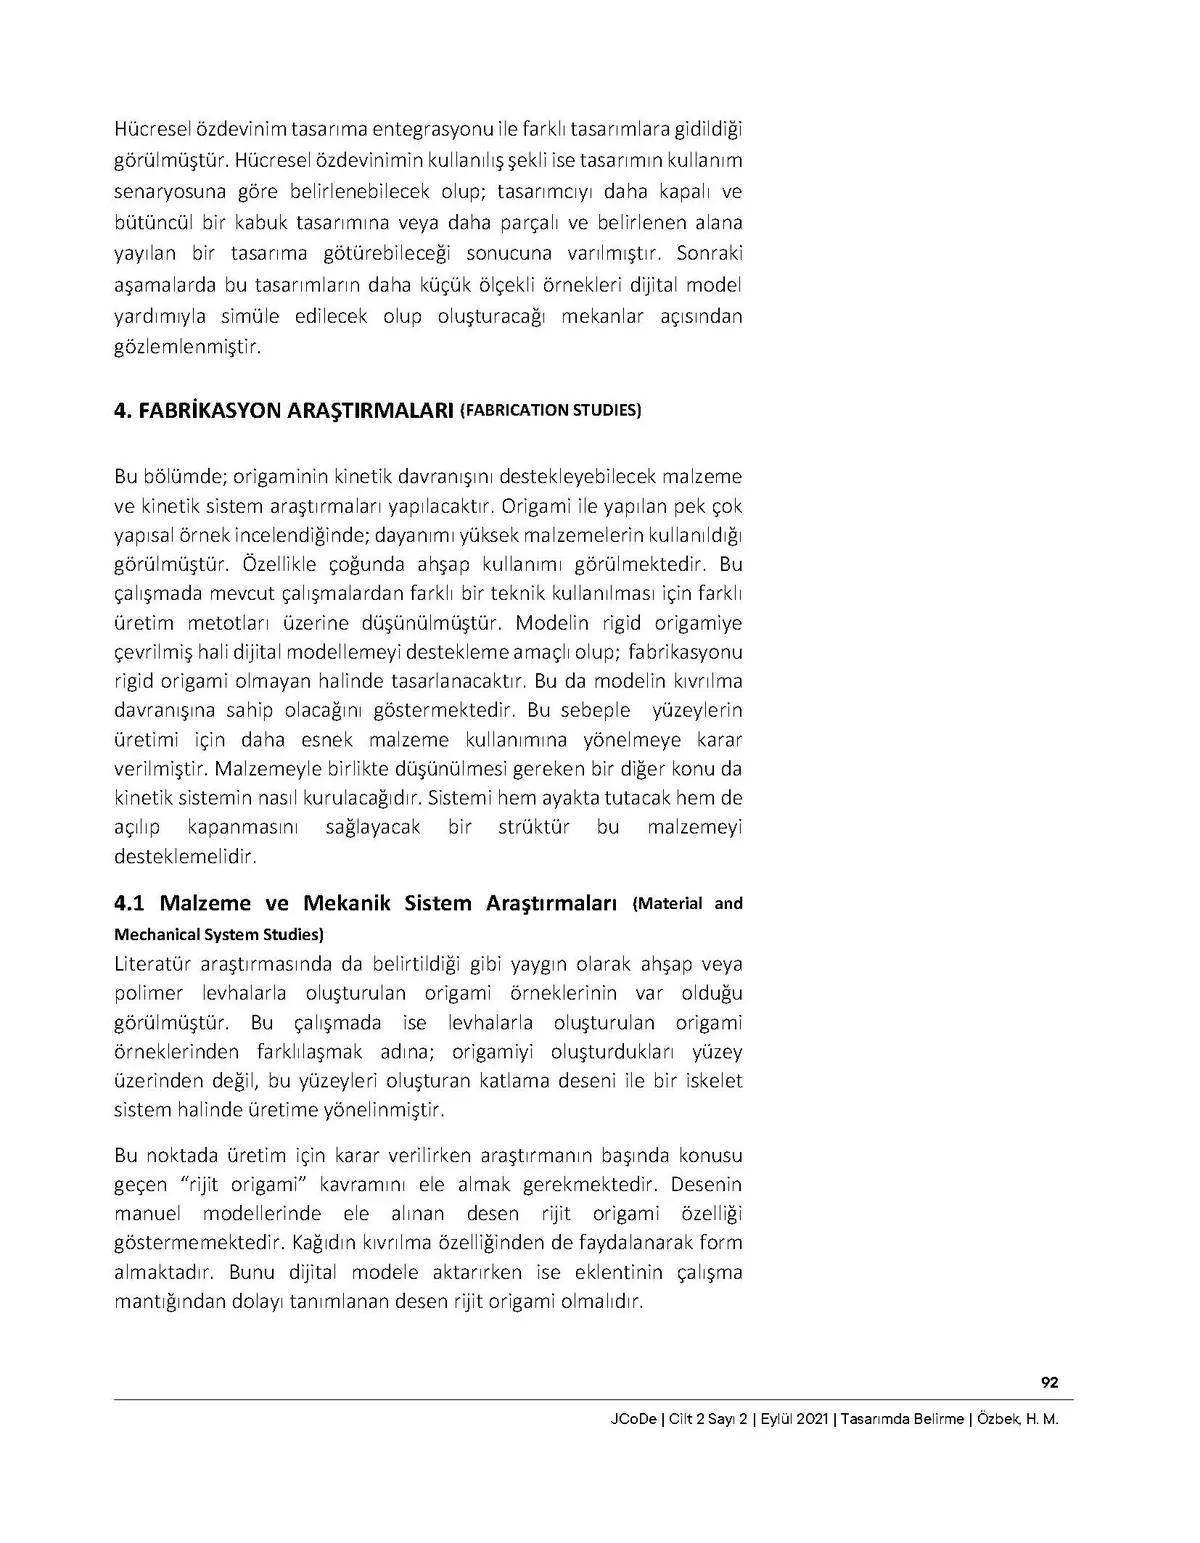 Hücresel özdevinim tasarıma entegrasyonu ile farklı tasarımlara gidildiği
görülmüştür. Hücresel özdevinimin kullanılış şekli ise tasarımın kullanım
senaryosuna göre belirlenebilecek olup; tasarımcıyı daha kapalı ve
bütüncül bir kabuk tasarımına veya daha parçalı ve belirlenen alana
yayılan bir tasarıma götürebileceği sonucuna varılmıştır. Sonraki
aşamalarda bu tasarımların daha küçük ölçekli örnekleri dijital model
yardımıyla simüle edilecek olup oluşturacağı mekanlar açısından
gözlemlenmiştir.
4. FABRİKASYON ARAŞTIRMALARI (FABRICATION STUDIES)
Bu bölümde; origaminin kinetik davranışını destekleyebilecek malzeme
ve kinetik sistem araştırmaları yapılacaktır. Origami ile yapılan pek çok
yapısal örnek incelendiğinde; dayanımı yüksek malzemelerin kullanıldığı
görülmüştür. Özellikle çoğunda ahşap kullanımı görülmektedir. Bu
çalışmada mevcut çalışmalardan farklı bir teknik kullanılması için farklı
üretim metotları üzerine düşünülmüştür. Modelin rigid origamiye
çevrilmiş hali dijital modellemeyi destekleme amaçlı olup; fabrikasyonu
rigid origami olmayan halinde tasarlanacaktır. Bu da modelin kıvrılma
davranışına sahip olacağını göstermektedir. Bu sebeple yüzeylerin
üretimi için daha esnek malzeme kullanımına yönelmeye karar
verilmiştir. Malzemeyle birlikte düşünülmesi gereken bir diğer konu da
kinetik sistemin nasıl kurulacağıdır. Sistemi hem ayakta tutacak hem de
açılıp kapanmasını sağlayacak bir strüktür bu malzemeyi
desteklemelidir.
4.1 Malzeme ve Mekanik Sistem Araştırmaları (Material and
Mechanical System Studies)
Literatür araştırmasında da belirtildiği gibi yaygın olarak ahşap veya
polimer levhalarla oluşturulan origami örneklerinin var olduğu
görülmüştür. Bu çalışmada ise levhalarla oluşturulan origami
örneklerinden farklılaşmak adına; origamiyi oluşturdukları yüzey
üzerinden değil, bu yüzeyleri oluşturan katlama deseni ile bir iskelet
sistem halinde üretime yönelinmiştir.
Bu noktada üretim için karar verilirken araştırmanın başında konusu
geçen “rijit origami” kavramını ele almak gerekmektedir. Desenin
manuel modellerinde ele alınan desen rijit origami özelliği
göstermemektedir. Kağıdın kıvrılma özelliğinden de faydalanarak form
almaktadır. Bunu dijital modele aktarırken ise eklentinin çalışma
mantığından dolayı tanımlanan desen rijit origami olmalıdır.
92
JCoDe | Cilt 2 Sayı 2 | Eylül 2021 | Tasarımda Belirme | Özbek, H. M.